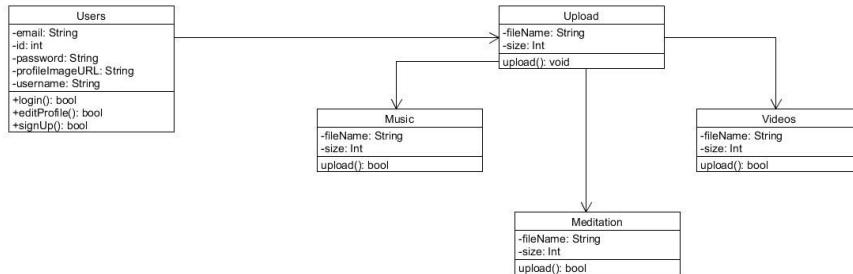 Users
-email: String
-id: int
-password: String
-profileImageURL: String
-username: String
+login(): bool
+editProfile(): bool
+signUp(): bool
Upload
-fileName: String
-size: Int
upload(): void
Music
-fileName: String
-size: Int
upload(): bool
Videos
-fileName: String
-size: Int
upload(): bool
Meditation
-fileName: String
-size: Int
upload(): bool